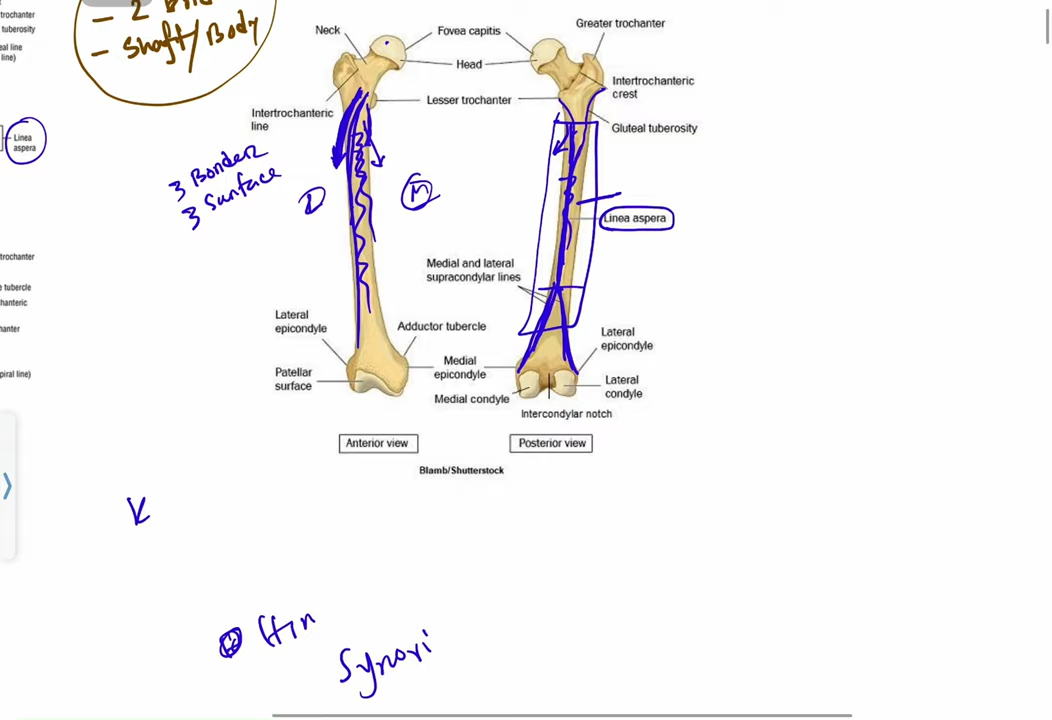 trochanter
tuberosity
line)
Linea
aspera
trochanter
tubercle
piral line)
- 2
- Shaft/Body
Neck
Fovea capitis
Greater trochanter
Head
Intertrochanteric
crest
Lesser trochanter
Intertrochanteric
line
Gluteal tuberosity
3 Border
3 Surface
M
Linea aspera
Medial and lateral
supracondylar lines
Lateral
epicondyle
Adductor tubercle
Lateral
epicondyle
Patellar
surface
Medial
epicondyle
Lateral
condyle
Medial condyle
Intercondylar notch
Anterior view
Posterior view
Blamb/Shutterstock
Synovi